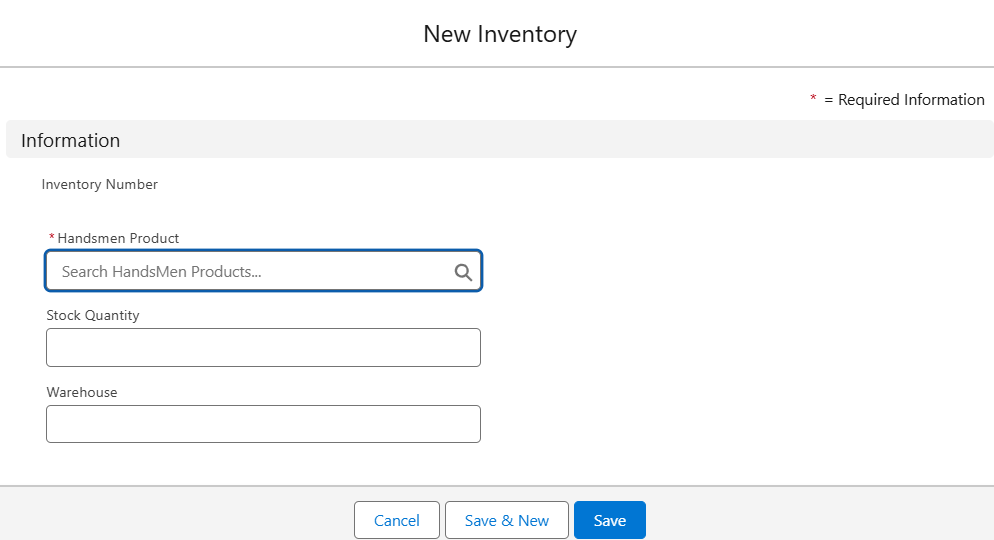 New Inventory
* = Required Information
Information
Inventory Number
* Handsmen Product
Search HandsMen Products...
Stock Quantity
Warehouse
Cancel Save & New Save